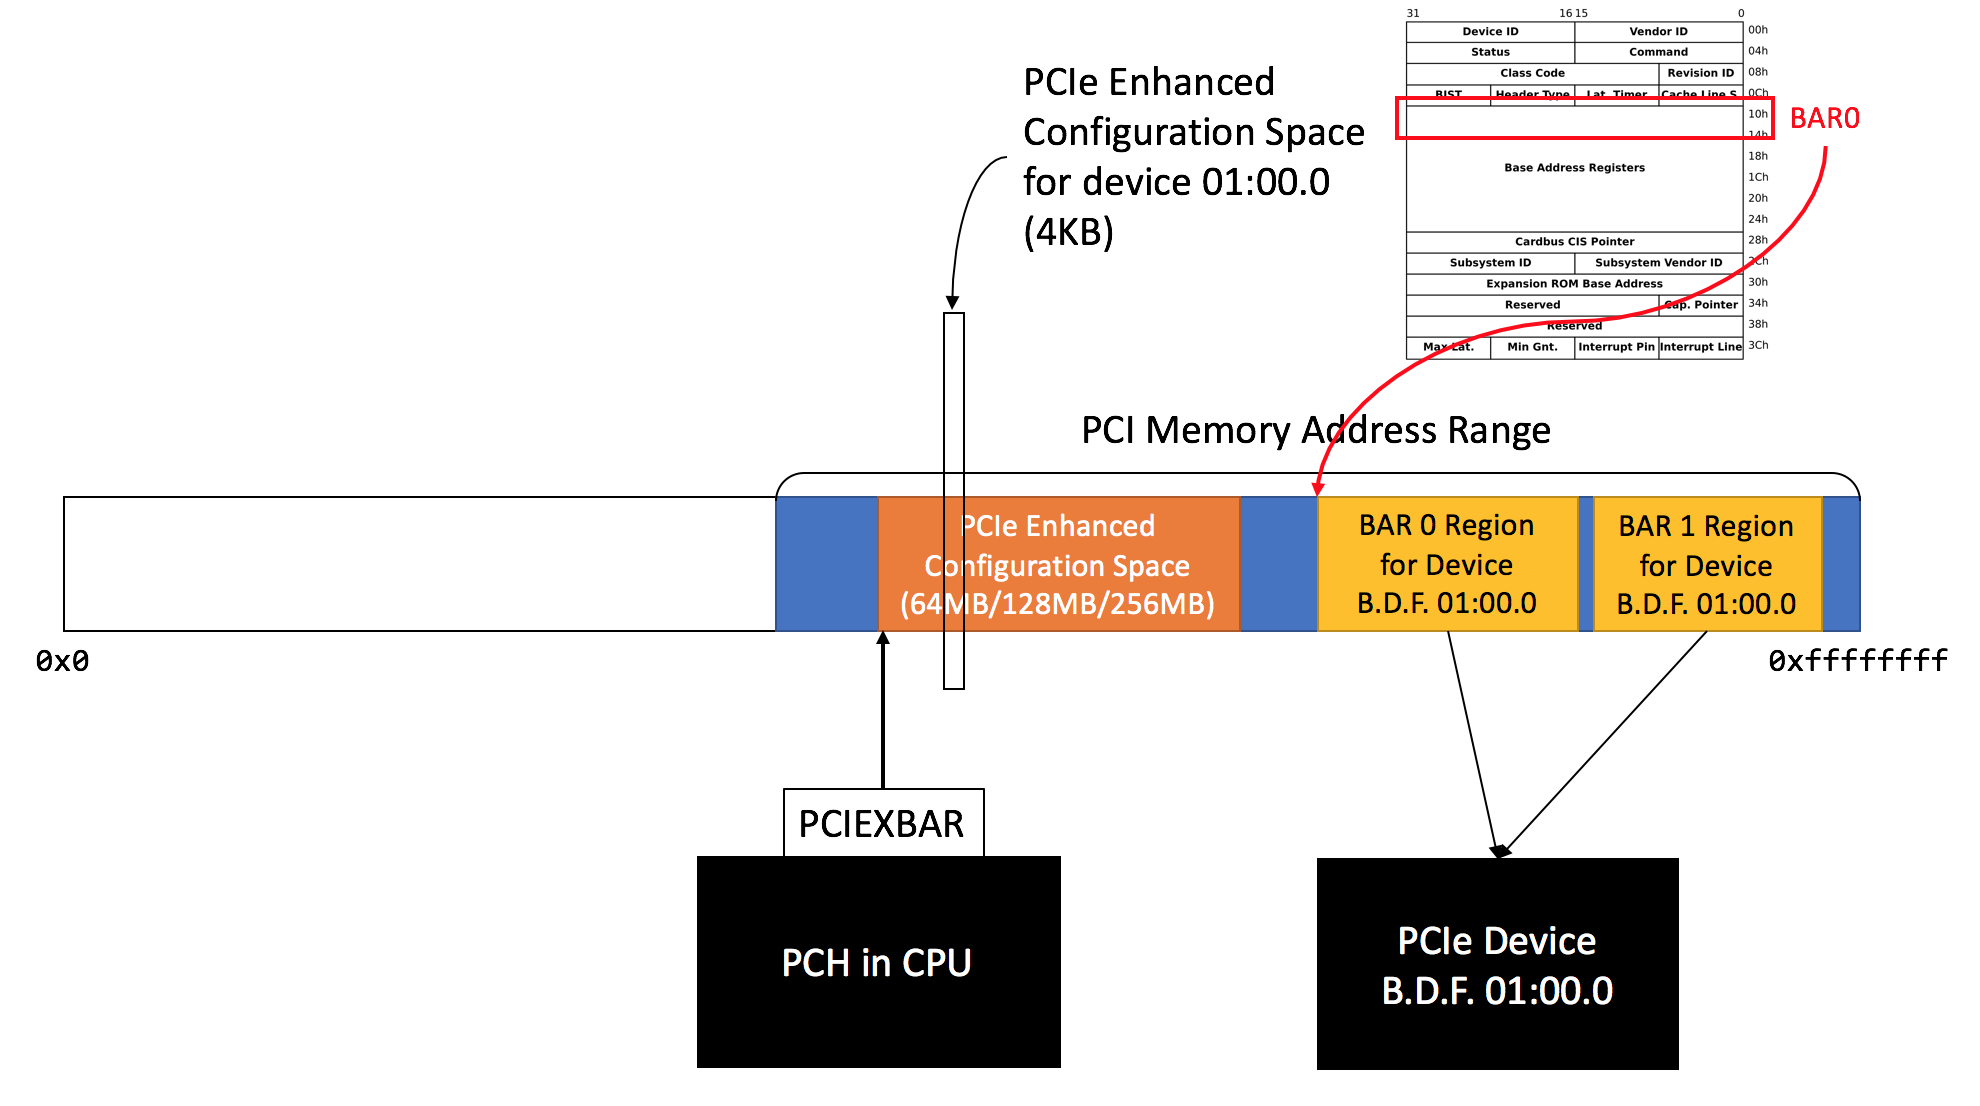 31 16 15 0
Device ID Vendor ID 00h
Status Command 04h
Class Code Revision ID 08h
BIST Header Type Lat. Timer Cache Line S. 0Ch
10h
14h
18h
Base Address Registers
1Ch
20h
24h
Cardbus CIS Pointer 28h
Subsystem ID Subsystem Vendor ID 2Ch
Expansion ROM Base Address 30h
Reserved Cap. Pointer 34h
Reserved 38h
Max Lat. Min Gnt. Interrupt Pin Interrupt Line 3Ch
BAR0
PCIe Enhanced
Configuration Space
for device 01:00.0
(4KB)
PCI Memory Address Range
PCIe Enhanced
Configuration Space
(64MB/128MB/256MB)
BAR 0 Region
for Device
B.D.F. 01:00.0
BAR 1 Region
for Device
B.D.F. 01:00.0
0x0
0xffffffff
PCIEXBAR
PCH in CPU
PCIe Device
B.D.F. 01:00.0